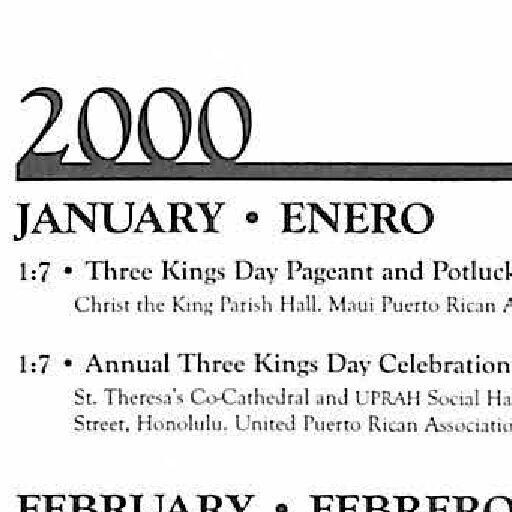 2000
JANUARY • ENERO
1:7 • Three Kings Day Pageant and Potluck
Christ the King Parish Hall. Maui Puerto Rican A
1:7 • Annual Three Kings Day Celebration
St. Theresa's Co-Cathedral and UPRAH Social Ha
Street, Honolulu. United Puerto Rican Associatio
FEBRUARY • FEBRERO